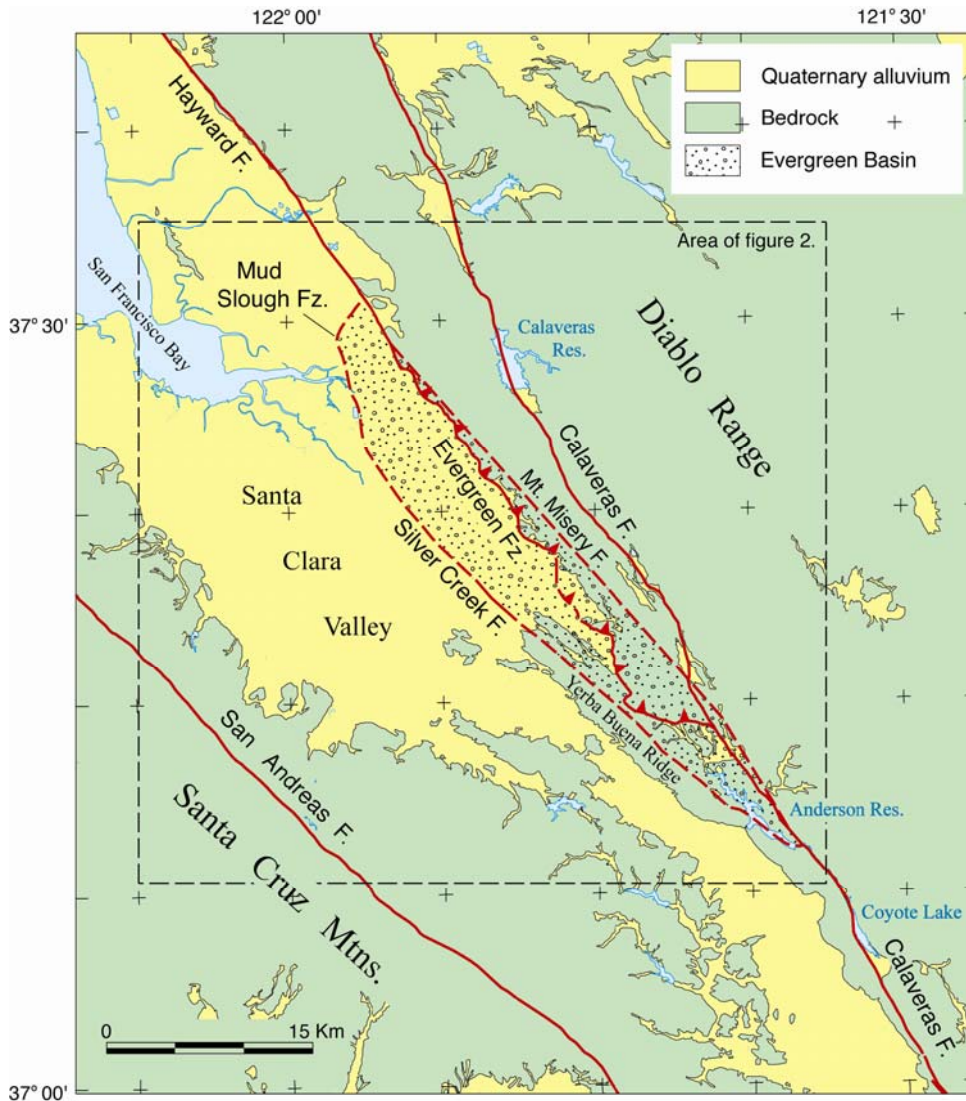 122° 00'
121° 30'
Quaternary alluvium
Bedrock
Evergreen Basin
Hayward F.
Area of figure 2.
Mud
Slough Fz.
San Francisco Bay
37° 30'
Calaveras
Res.
Diablo Range
Calaveras F.
Mt. Misery F.
Evergreen Fz.
Silver Creek F.
Santa
Clara
Valley
Yerba Buena Ridge
San Andreas F.
Santa Cruz Mtns.
Anderson Res.
Coyote Lake
Calaveras F.
0 15 Km
37° 00'